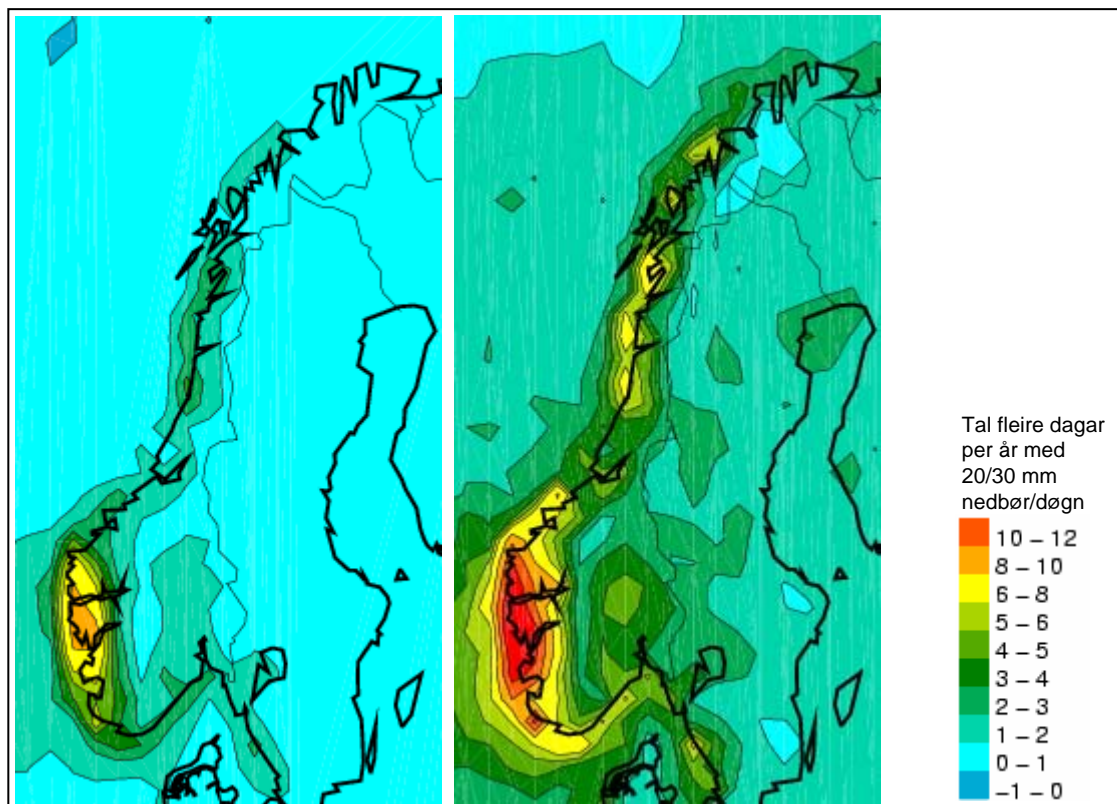 Tal fleire dagar
per år med
20/30 mm
nedbør/døgn
10 – 12
8 – 10
6 – 8
5 – 6
4 – 5
3 – 4
2 – 3
1 – 2
0 – 1
−1 – 0